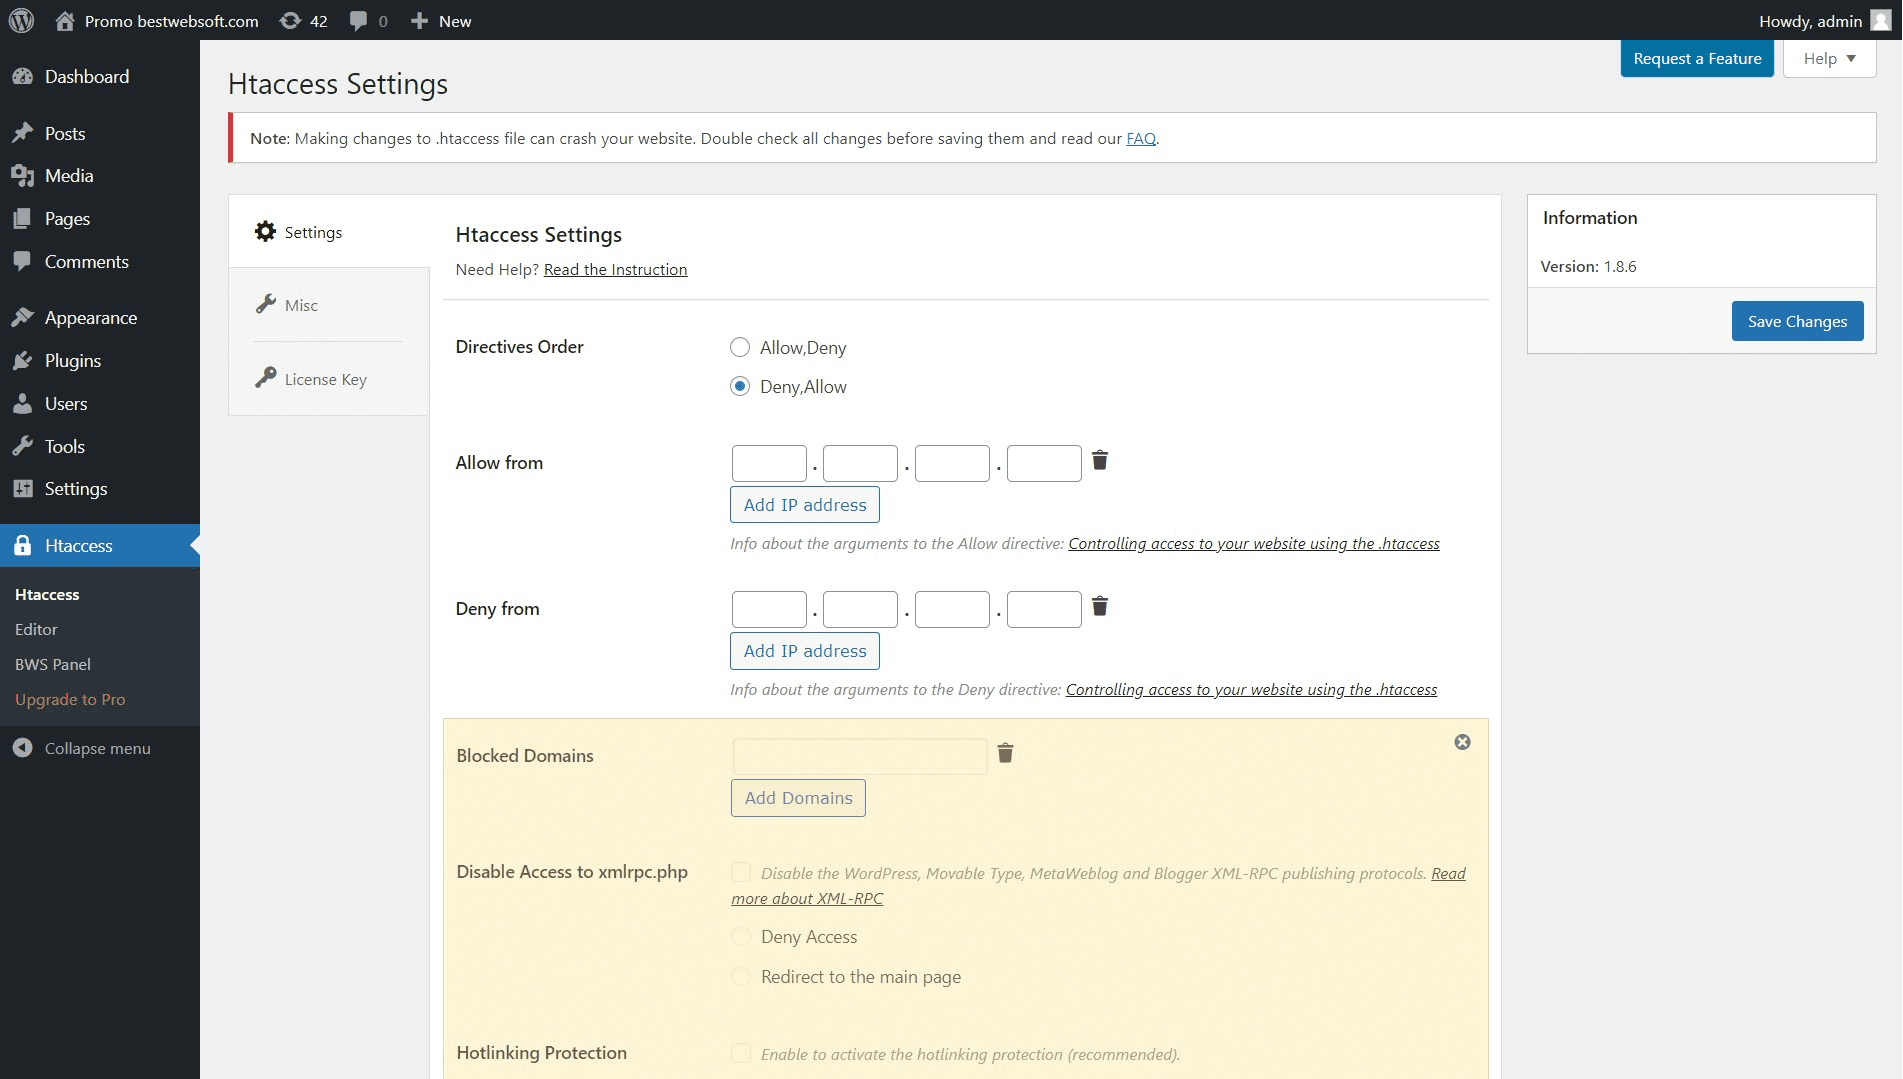 Promo bestwebsoft.com 42 0 New Howdy, admin
Dashboard
Posts
Media
Pages
Comments
Appearance
Plugins
Users
Tools
Settings
Htaccess
Htaccess
Editor
BWS Panel
Upgrade to Pro
Collapse menu
Request a Feature Help
Htaccess Settings
Note: Making changes to .htaccess file can crash your website. Double check all changes before saving them and read our FAQ.
Settings
Misc
License Key
Htaccess Settings
Need Help? Read the Instruction
Directives Order
Allow,Deny
Deny,Allow
Allow from
. . .
Add IP address
Info about the arguments to the Allow directive: Controlling access to your website using the .htaccess
Deny from
. . .
Add IP address
Info about the arguments to the Deny directive: Controlling access to your website using the .htaccess
Blocked Domains
Add Domains
Disable Access to xmlrpc.php
Disable the WordPress, Movable Type, MetaWeblog and Blogger XML-RPC publishing protocols. Read
more about XML-RPC
Deny Access
Redirect to the main page
Hotlinking Protection
Enable to activate the hotlinking protection (recommended).
Information
Version: 1.8.6
Save Changes